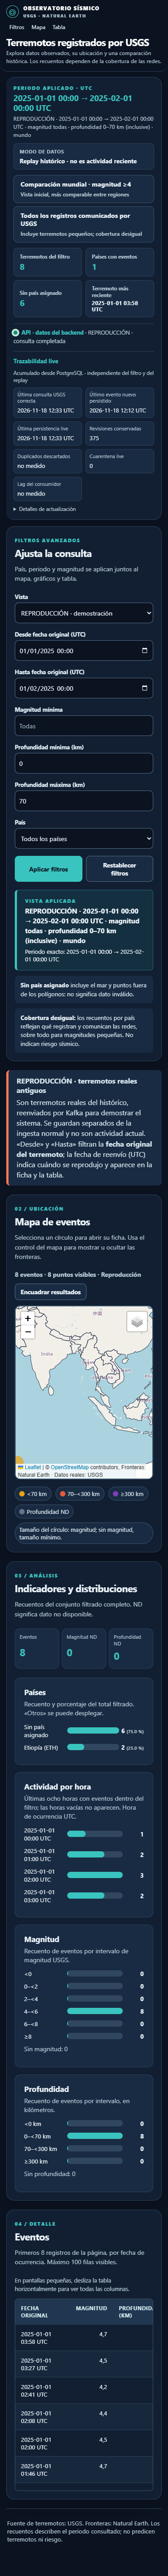 OBSERVATORIO SÍSMICO
USGS · NATURAL EARTH
Filtros Mapa Tabla
Terremotos registrados por USGS
Explora datos observados, su ubicación y la comparabilidad de la serie. Los recuentos dependen de la cobertura de redes.
PERIODO APLICADO · UTC
2025-01-01 00:00 → 2025-02-01
00:00 UTC
REPRODUCCIÓN · 2025-01-01 00:00 → 2025-02-01 00:00
UTC · magnitud todas · profundidad 0–70 km (inclusive) ·
mundo
MODO DE DATOS
Replay histórico · no es actividad reciente
Comparación mundial · magnitud ≥4
Vista inicial, más comparable entre regiones
Todos los registros comunicados por
USGS
Incluye terremotos pequeños; cobertura desigual
Terremotos del filtro
8
Países con eventos
1
Sin país asignado
6
Terremoto más
reciente
2025-01-01 03:58
UTC
API · datos del backend · REPRODUCCIÓN ·
consulta completada
Trazabilidad live
Acumulado desde PostgreSQL · independiente del filtro y del
replay
Última consulta USGS
correcta
2026-11-18 12:33 UTC
Último evento nuevo
persistido
2026-11-18 12:12 UTC
Última persistencia live
2026-11-18 12:33 UTC
Revisiones conservadas
375
Duplicados descartados
no medido
Cuarentena live
0
Lag del consumidor
no medido
Detalles de actualización
FILTROS AVANZADOS
Ajusta la consulta
País, periodo y magnitud se aplican juntos al
mapa, gráficos y tabla.
Vista
REPRODUCCIÓN · demostración
Desde fecha original (UTC)
01/01/2025 00:00
Hasta fecha original (UTC)
01/02/2025 00:00
Magnitud mínima
Todas
Profundidad mínima (km)
0
Profundidad máxima (km)
70
País
Todos los países
Aplicar filtros
Restablecer
filtros
VISTA APLICADA
REPRODUCCIÓN · 2025-01-01 00:00
→ 2025-02-01 00:00 UTC · magnitud
todas · profundidad 0–70 km
(inclusive) · mundo
Periodo exacto: 2025-01-01 00:00 → 2025-02-
01 00:00 UTC
Sin país asignado incluye el mar y puntos fuera
de los polígonos: no significa dato inválido.
Cobertura desigual: los recuentos por país
reflejan qué registran y comunican las redes,
sobre todo para magnitudes pequeñas. No
indican riesgo sísmico.
REPRODUCCIÓN · terremotos reales
antiguos
Son terremotos reales del histórico,
reenviados por Kafka para demostrar el
sistema. Se guardan separados de la
ingesta normal y no son actividad actual.
«Desde» y «Hasta» filtran la fecha original
del terremoto; la fecha de reenvío (UTC)
indica cuándo se reprodujo y aparece en la
ficha y la tabla.
02 / UBICACIÓN
Mapa de eventos
Selecciona un círculo para abrir su ficha. Usa el
control de mapa para mostrar u ocultar las
fronteras.
8 eventos · 8 puntos visibles · Reproducción
Encuadrar resultados
+
−
India
Leaflet | © OpenStreetMap contributors, Fronteras
Natural Earth · Datos reales: USGS
<70 km
70–<300 km
≥300 km
Profundidad ND
Tamaño del círculo: magnitud; sin magnitud,
tamaño mínimo.
03 / ANÁLISIS
Indicadores y distribuciones
Recuentos del conjunto filtrado completo. ND
significa dato no disponible.
Eventos
8
Magnitud ND
0
Profundidad
ND
0
Países
Recuento y porcentaje del total filtrado.
«Otros» se puede desplegar.
Sin país
asignado
6 (75.0 %)
Etiopía (ETH)
2 (25.0 %)
Actividad por hora
Últimas ocho horas con eventos dentro del
filtro; las horas vacías no aparecen. Hora
de ocurrencia UTC.
2025-01-01
00:00 UTC
1
2025-01-01
01:00 UTC
2
2025-01-01
02:00 UTC
3
2025-01-01
03:00 UTC
2
Magnitud
Recuento de eventos por intervalo de
magnitud USGS.
<0 0
0–<2 0
2–<4 0
4–<6 8
6–<8 0
≥8 0
Sin magnitud: 0
Profundidad
Recuento de eventos por intervalo, en
kilómetros.
<0 km 0
0–<70 km 8
70–<300 km 0
≥300 km 0
Sin profundidad: 0
04 / DETALLE
Eventos
Primeros 8 registros de la página, por fecha de
ocurrencia. Máximo 100 filas visibles.
En pantallas pequeñas, desliza la tabla
horizontalmente para ver todas las columnas.
FECHA
ORIGINAL
MAGNITUD
PROFUNDID
(KM)
2025-01-01
03:58 UTC
4,7
2025-01-01
03:27 UTC
4,5
2025-01-01
02:41 UTC
4,2
2025-01-01
02:08 UTC
4,4
2025-01-01
02:00 UTC
4,5
2025-01-01
01:46 UTC
4,7
Fuente de terremotos: USGS. Fronteras: Natural Earth. Los
recuentos describen el periodo consultado; no predicen
terremotos ni riesgo.